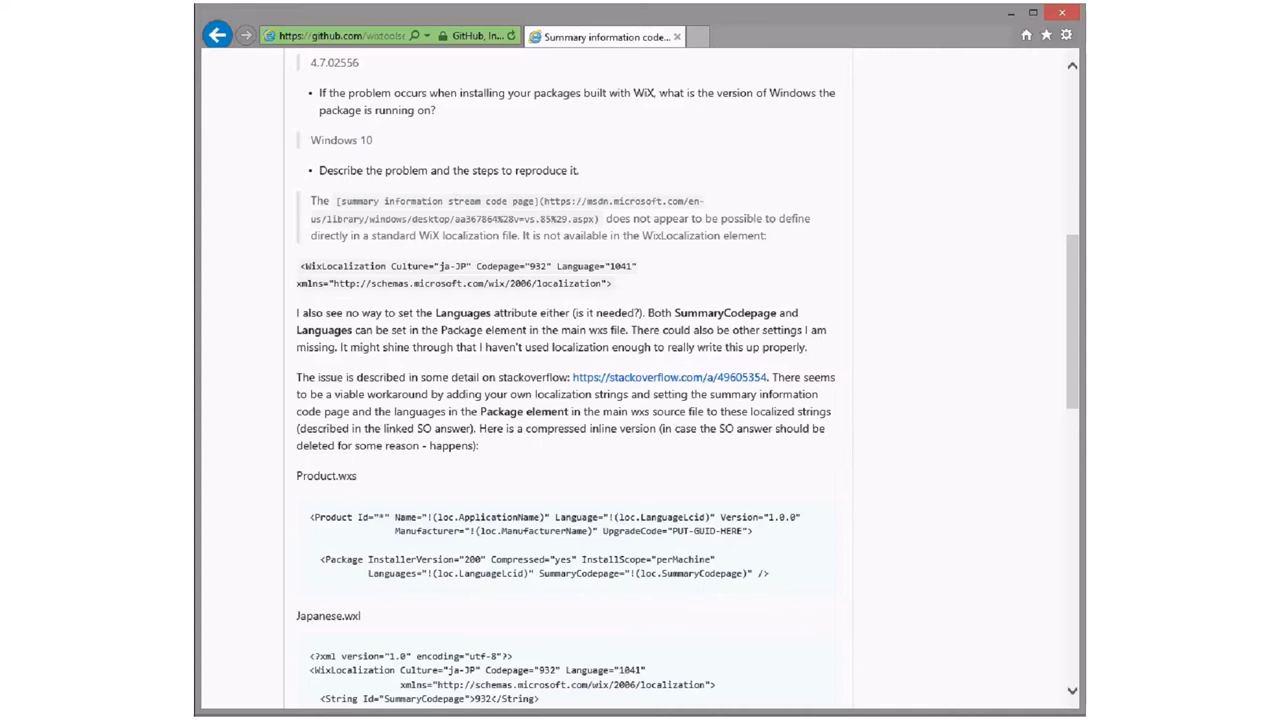 https://github.com/wixtoolse
GitHub, In...
Summary information code...
4.7.02556
• If the problem occurs when installing your packages built with WiX, what is the version of Windows the
package is running on?
Windows 10
• Describe the problem and the steps to reproduce it.
The [summary information stream code page](https://msdn.microsoft.com/en-
us/library/windows/desktop/aa367864%28v=vs.85%29.aspx) does not appear to be possible to define
directly in a standard WiX localization file. It is not available in the WixLocalization element:
<WixLocalization Culture="ja-JP" Codepage="932" Language="1041"
xmlns="http://schemas.microsoft.com/wix/2006/localization">
I also see no way to set the Languages attribute either (is it needed?). Both SummaryCodepage and
Languages can be set in the Package element in the main wxs file. There could also be other settings I am
missing. It might shine through that I haven't used localization enough to really write this up properly.
The issue is described in some detail on stackoverflow: https://stackoverflow.com/a/49605354. There seems
to be a viable workaround by adding your own localization strings and setting the summary information
code page and the languages in the Package element in the main wxs source file to these localized strings
(described in the linked SO answer). Here is a compressed inline version (in case the SO answer should be
deleted for some reason - happens):
Product.wxs
<Product Id="*" Name="!(loc.ApplicationName)" Language="!(loc.LanguageLcid)" Version="1.0.0"
Manufacturer="!(loc.ManufacturerName)" UpgradeCode="PUT-GUID-HERE">
<Package InstallerVersion="200" Compressed="yes" InstallScope="perMachine"
Languages="!(loc.LanguageLcid)" SummaryCodepage="!(loc.SummaryCodepage)" />
Japanese.wxl
<?xml version="1.0" encoding="utf-8"?>
<WixLocalization Culture="ja-JP" Codepage="932" Language="1041"
xmlns="http://schemas.microsoft.com/wix/2006/localization">
<String Id="SummaryCodepage">932</String>